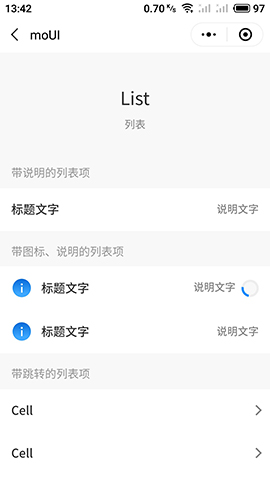 13:42
0.70 K/s
97
moUI
List
列表
带说明的列表项
标题文字 说明文字
带图标、说明的列表项
标题文字 说明文字
标题文字 说明文字
带跳转的列表项
Cell
Cell